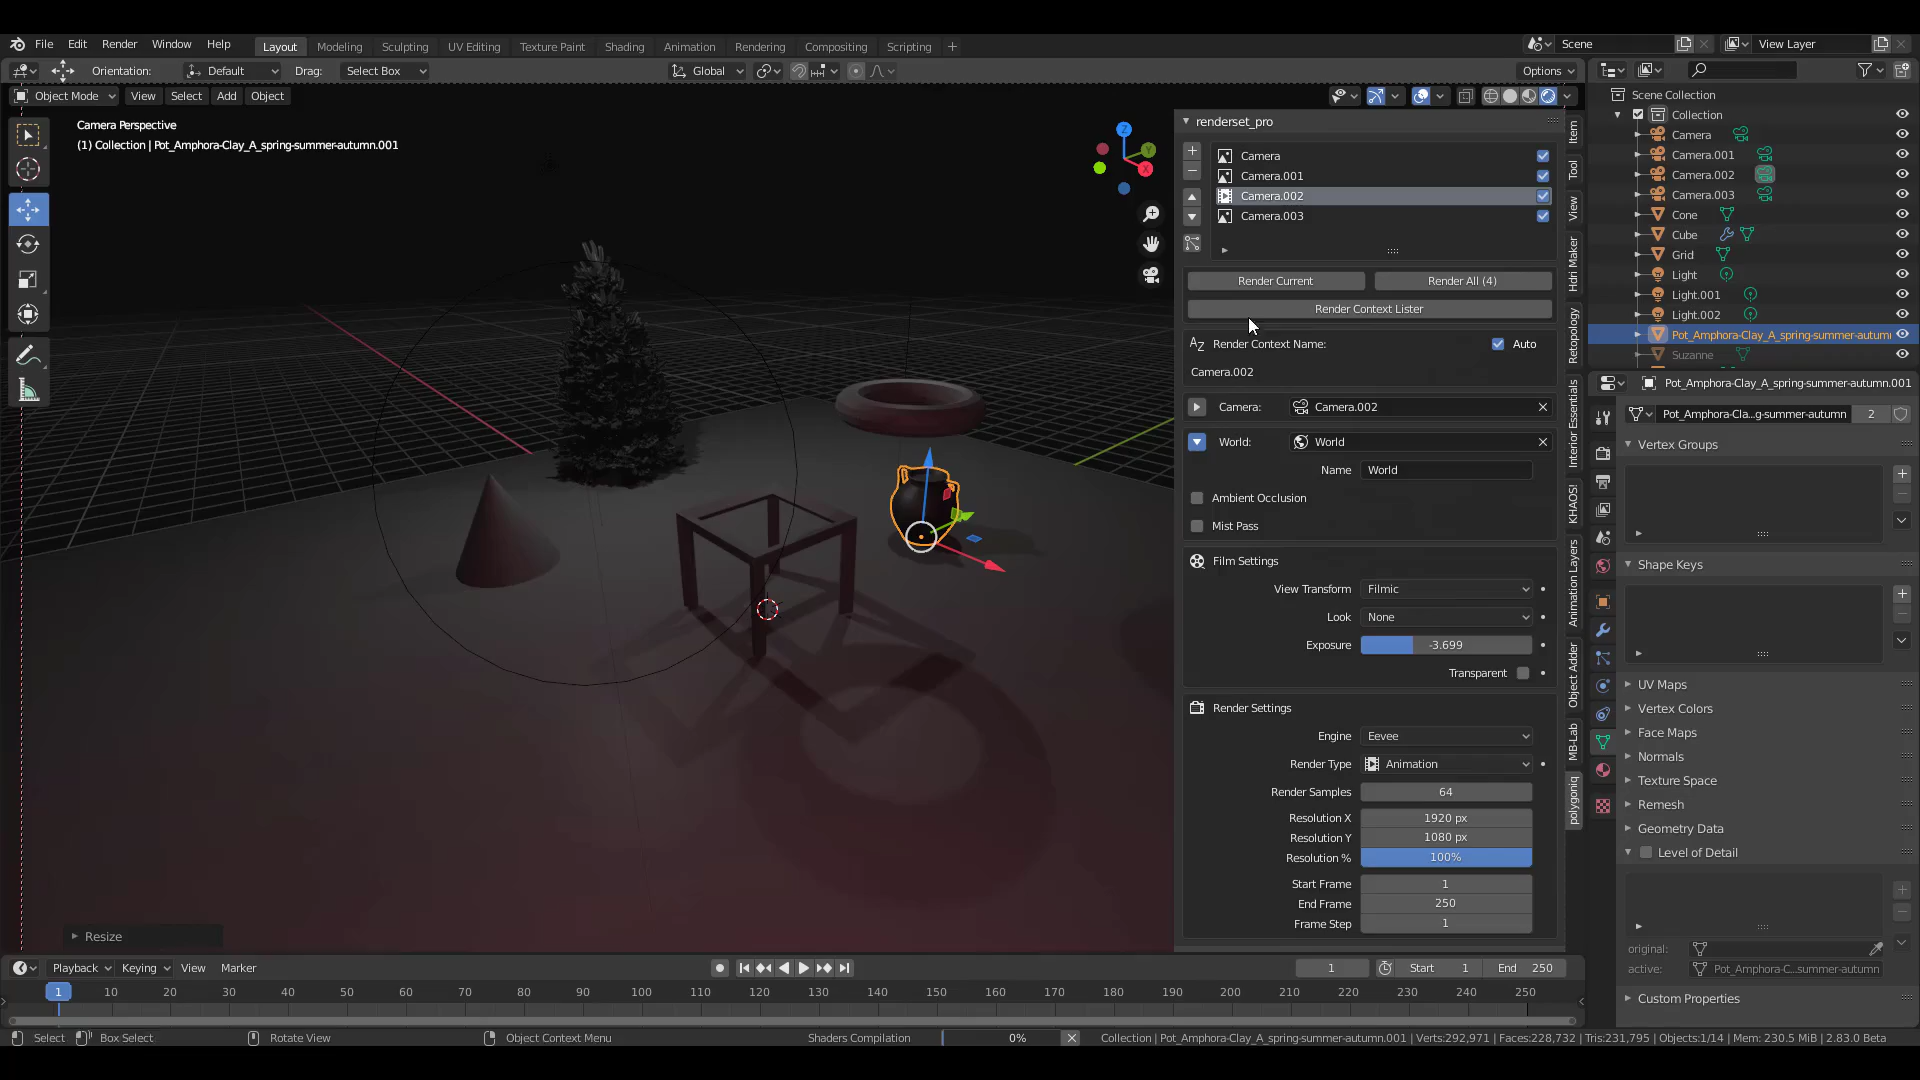 File Edit Render Window Help Layout Modeling Sculpting UV Editing Texture Paint Shading Animation Rendering Compositing Scripting + Scene View Layer
Orientation: Default Drag: Select Box Global Options
Object Mode View Select Add Object
Camera Perspective
(1) Collection | Pot_Amphora-Clay_A_spring-summer-autumn.001
Z
Y
X
Resize
renderset_pro
Camera
Camera.001
Camera.002
Camera.003
Render Current Render All (4)
Render Context Lister
Render Context Name: Auto
Camera.002
Camera: Camera.002
World: World
Name World
Ambient Occlusion
Mist Pass
Film Settings
View Transform Filmic
Look None
Exposure -3.699
Transparent
Render Settings
Engine Eevee
Render Type Animation
Render Samples 64
Resolution X 1920 px
Resolution Y 1080 px
Resolution % 100%
Start Frame 1
End Frame 250
Frame Step 1
Item
Tool
View
Hdri Maker
Retopology
Interior Essentials
KHAOS!
Animation Layers
Object Adder
MB-Lab
polygoniq
Scene Collection
Collection
Camera
Camera.001
Camera.002
Camera.003
Cone
Cube
Grid
Light
Light.001
Light.002
Pot_Amphora-Clay_A_spring-summer-autumn
Suzanne
Pot_Amphora-Clay_A_spring-summer-autumn.001
Pot_Amphora-Cla...g-summer-autumn 2
Vertex Groups
Shape Keys
UV Maps
Vertex Colors
Face Maps
Normals
Texture Space
Remesh
Geometry Data
Level of Detail
original:
active: Pot_Amphora-C...summer-autumn
Custom Properties
Playback Keying View Marker 1 Start 1 End 250
1 10 20 30 40 50 60 70 80 90 100 110 120 130 140 150 160 170 180 190 200 210 220 230 240 250
Select Box Select Rotate View Object Context Menu Shaders Compilation 0% Collection | Pot_Amphora-Clay_A_spring-summer-autumn.001 | Verts:292,971 | Faces:228,732 | Tris:231,795 | Objects:1/14 | Mem: 230.5 MiB | 2.83.0 Beta